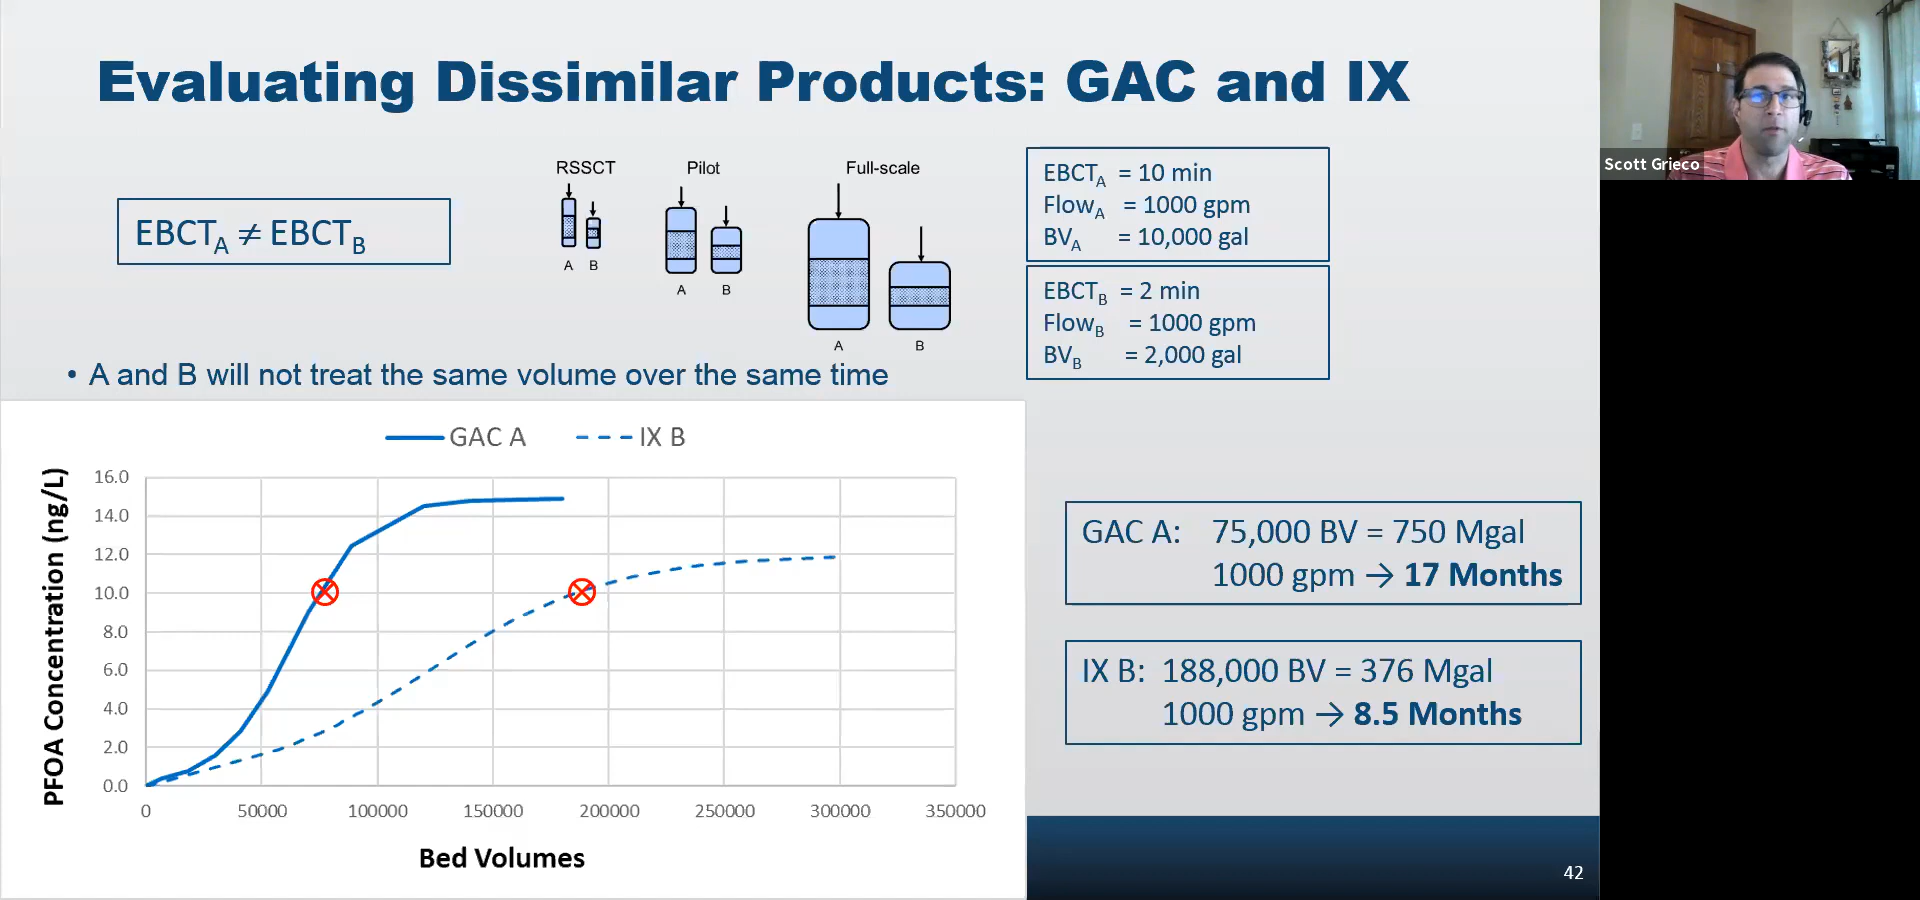 Evaluating Dissimilar Products: GAC and IX
Scott Grieco
EBCTA ≠ EBCTB
RSSCT Pilot Full-scale
A B A B A B
EBCTA = 10 min
FlowA = 1000 gpm
BVA = 10,000 gal
EBCTB = 2 min
FlowB = 1000 gpm
BVB = 2,000 gal
• A and B will not treat the same volume over the same time
GAC A IX B
PFOA Concentration (ng/L)
16.0
14.0
12.0
10.0
8.0
6.0
4.0
2.0
0.0
0 50000 100000 150000 200000 250000 300000 350000
Bed Volumes
GAC A: 75,000 BV = 750 Mgal
1000 gpm → 17 Months
IX B: 188,000 BV = 376 Mgal
1000 gpm → 8.5 Months
42